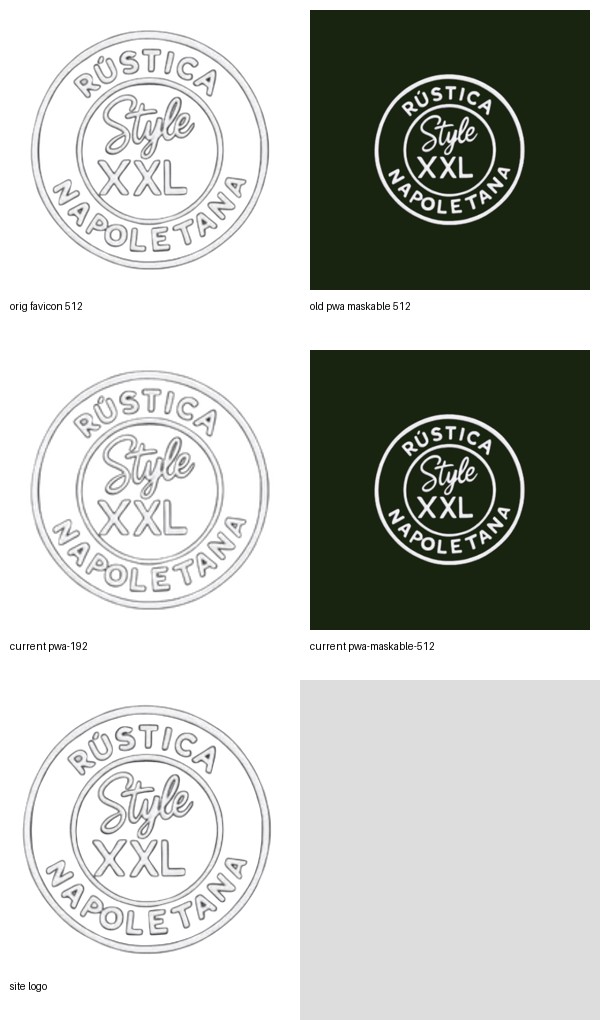 RÚSTICA
Style
XXL
NAPOLETANA
orig favicon 512
RÚSTICA
Style
XXL
NAPOLETANA
old pwa maskable 512
RÚSTICA
Style
XXL
NAPOLETANA
current pwa-192
RÚSTICA
Style
XXL
NAPOLETANA
current pwa-maskable-512
RÚSTICA
Style
XXL
NAPOLETANA
site logo